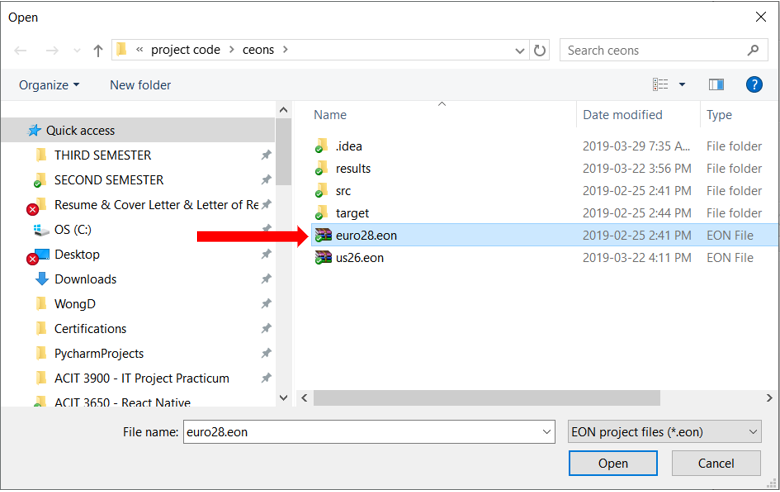 Open
« project code > ceons >
Search ceons
Organize
New folder
Name
Date modified
Type
Quick access
THIRD SEMESTER
SECOND SEMESTER
Resume & Cover Letter & Letter of Re
OS (C:)
Desktop
Downloads
WongD
Certifications
PycharmProjects
ACIT 3900 - IT Project Practicum
ACIT 3650 - React Native
.idea 2019-03-29 7:35 A... File folder
results 2019-03-22 3:56 PM File folder
src 2019-02-25 2:41 PM File folder
target 2019-02-25 2:44 PM File folder
euro28.eon 2019-02-25 2:41 PM EON File
us26.eon 2019-03-22 4:11 PM EON File
File name: euro28.eon
EON project files (*.eon)
Open
Cancel